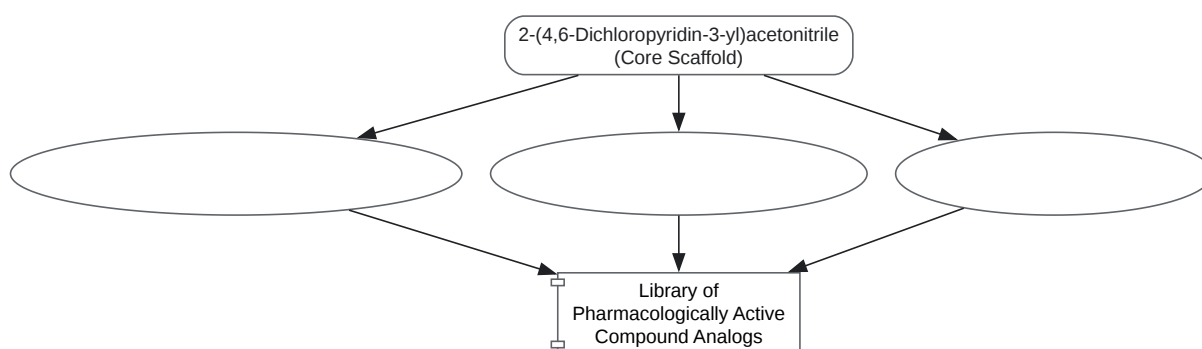 2-(4,6-Dichloropyridin-3-yl)acetonitrile
(Core Scaffold)
Library of
Pharmacologically Active
Compound Analogs